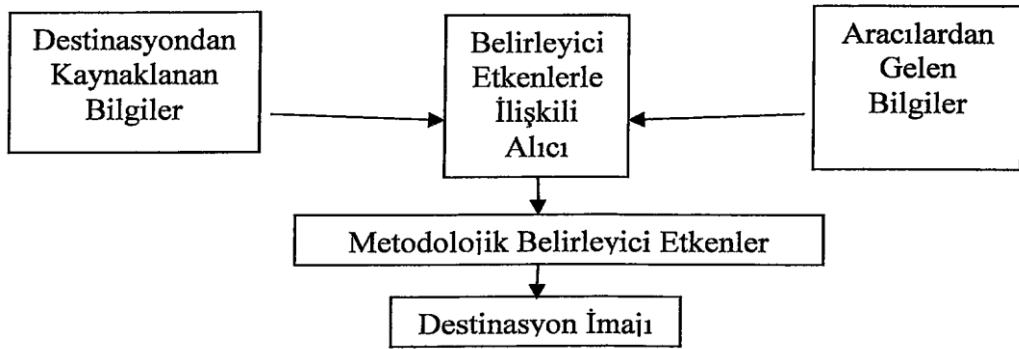 Destinasyondan
Kaynaklanan
Bilgiler
Belirleyici
Etkenlerle
İlişkili
Alıcı
Aracılardan
Gelen
Bilgiler
Metodolojik Belirleyici Etkenler
Destinasyon İmajı